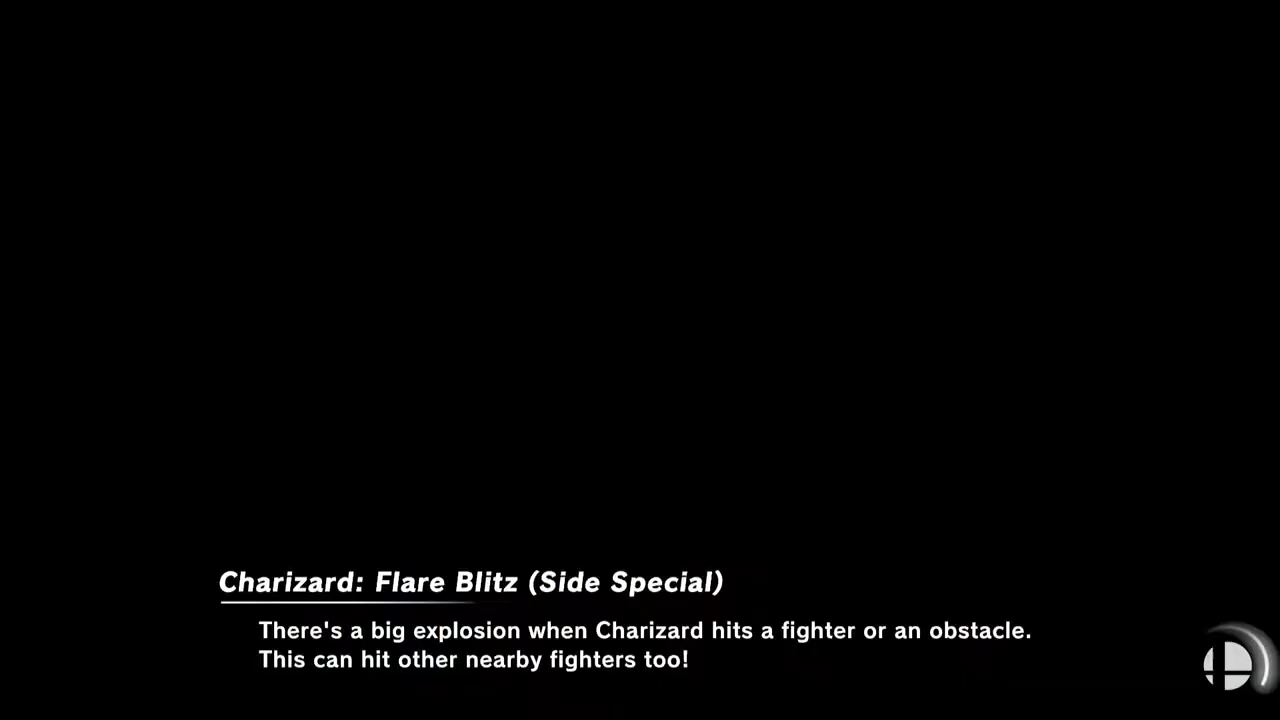 Charizard: Flare Blitz (Side Special)
There's a big explosion when Charizard hits a fighter or an obstacle.
This can hit other nearby fighters too!